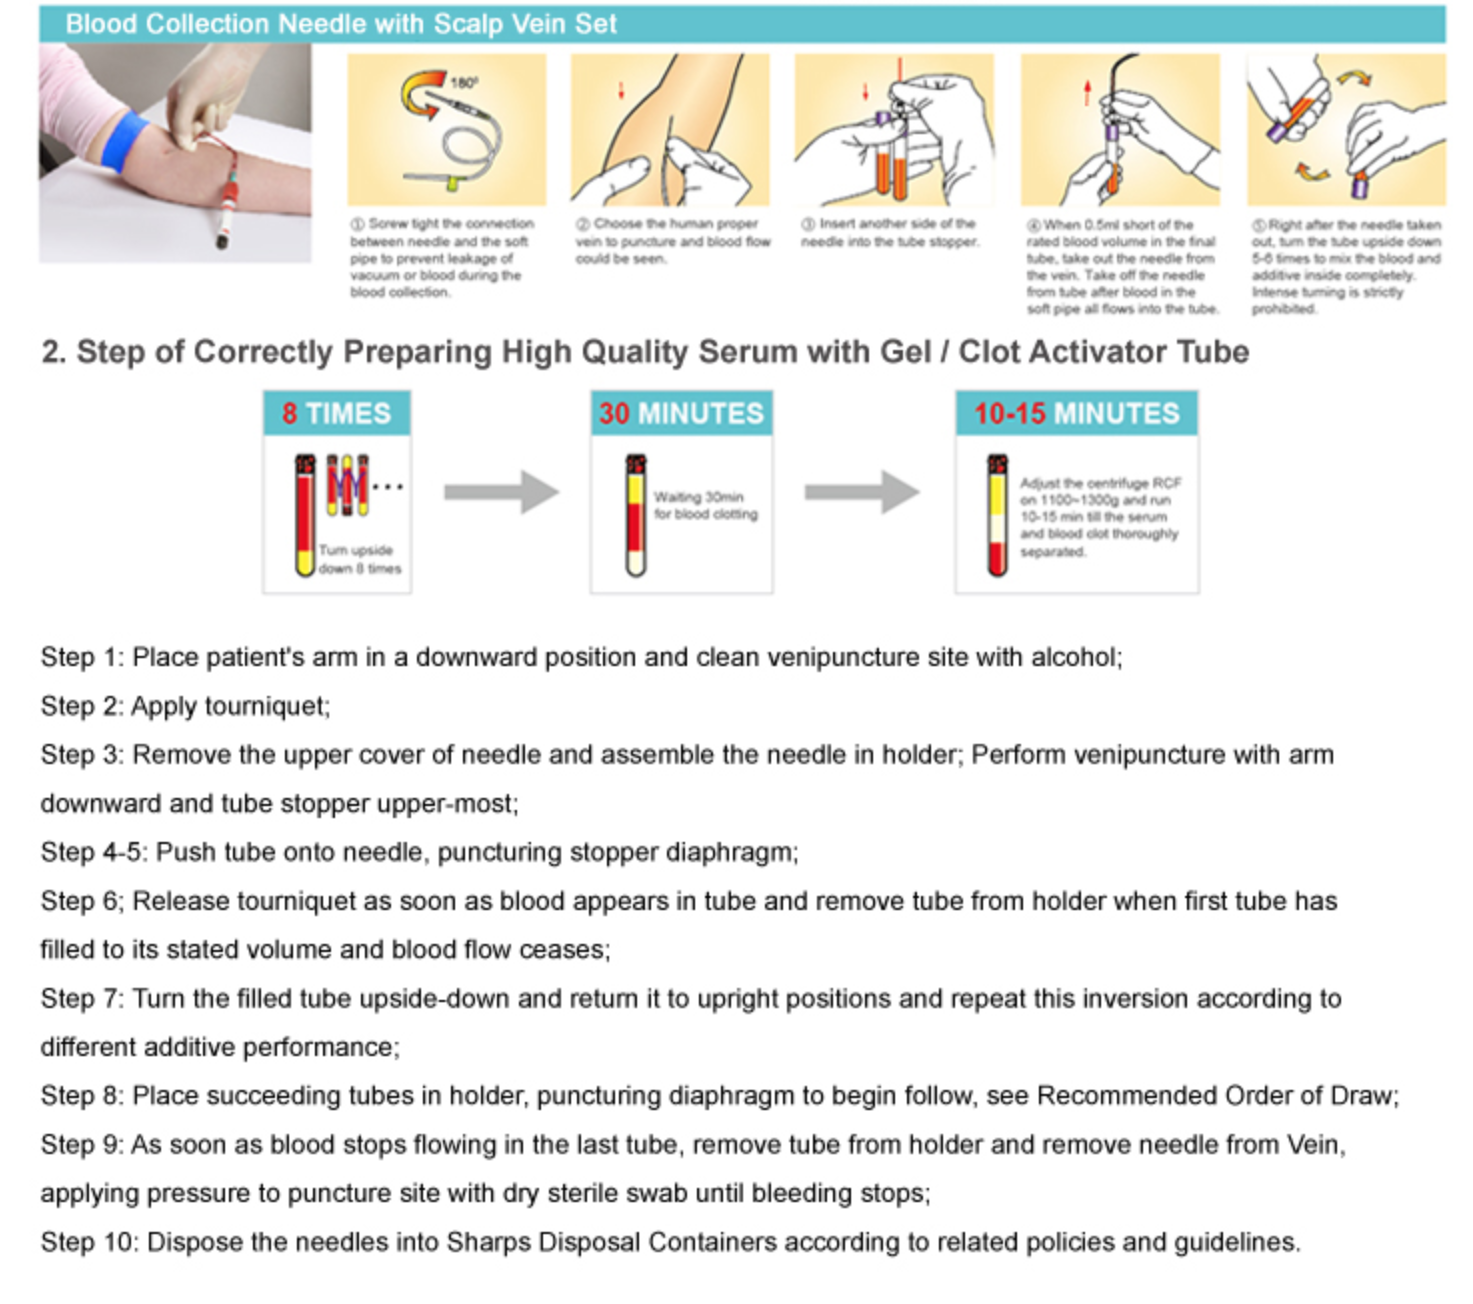 Blood Collection Needle with Scalp Vein Set
180°
① Screw tight the connection
between needle and the soft
pipe to prevent leakage of
vacuum or blood during the
blood collection.
② Choose the human proper
vein to puncture and blood flow
could be seen.
③ Insert another side of the
needle into the tube stopper.
④ When 0.5ml short of the
rated blood volume in the final
tube, take out the needle from
the vein. Take off the needle
from tube after blood in the
soft pipe all flows into the tube.
⑤ Right after the needle taken
out, turn the tube upside down
5-6 times to mix the blood and
additive inside completely.
Intense turning is strictly
prohibited.
2. Step of Correctly Preparing High Quality Serum with Gel / Clot Activator Tube
8 TIMES
Turn upside
down 8 times
30 MINUTES
Waiting 30min
for blood clotting
10-15 MINUTES
Adjust the centrifuge RCF
on 1100~1300g and run
10-15 min till the serum
and blood clot thoroughly
separated.
Step 1: Place patient's arm in a downward position and clean venipuncture site with alcohol;
Step 2: Apply tourniquet;
Step 3: Remove the upper cover of needle and assemble the needle in holder; Perform venipuncture with arm
downward and tube stopper upper-most;
Step 4-5: Push tube onto needle, puncturing stopper diaphragm;
Step 6; Release tourniquet as soon as blood appears in tube and remove tube from holder when first tube has
filled to its stated volume and blood flow ceases;
Step 7: Turn the filled tube upside-down and return it to upright positions and repeat this inversion according to
different additive performance;
Step 8: Place succeeding tubes in holder, puncturing diaphragm to begin follow, see Recommended Order of Draw;
Step 9: As soon as blood stops flowing in the last tube, remove tube from holder and remove needle from Vein,
applying pressure to puncture site with dry sterile swab until bleeding stops;
Step 10: Dispose the needles into Sharps Disposal Containers according to related policies and guidelines.